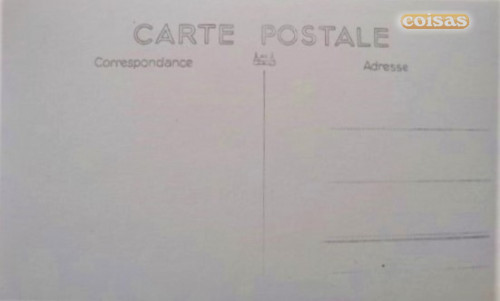 coisas
CARTE POSTALE
Correspondance
Adresse